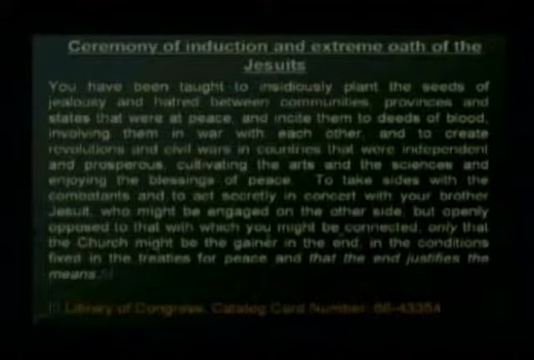 Ceremony of induction and extreme oath of the
Jesuits
You have been taught to insidiously plant the seeds of
jealousy and hatred between communities, provinces and
states that were at peace, and incite them to deeds of blood,
involving them in war with each other, and to create
revolutions and civil wars in countries that were independent
and prosperous, cultivating the arts and the sciences and
enjoying the blessings of peace. To take sides with the
combatants and to act secretly in concert with your brother
Jesuit, who might be engaged on the other side, but openly
opposed to that with which you might be connected, only that
the Church might be the gainer in the end, in the conditions
fixed in the treaties for peace and that the end justifies the
means.
Library of Congress, Catalog Card Number: 66-43354